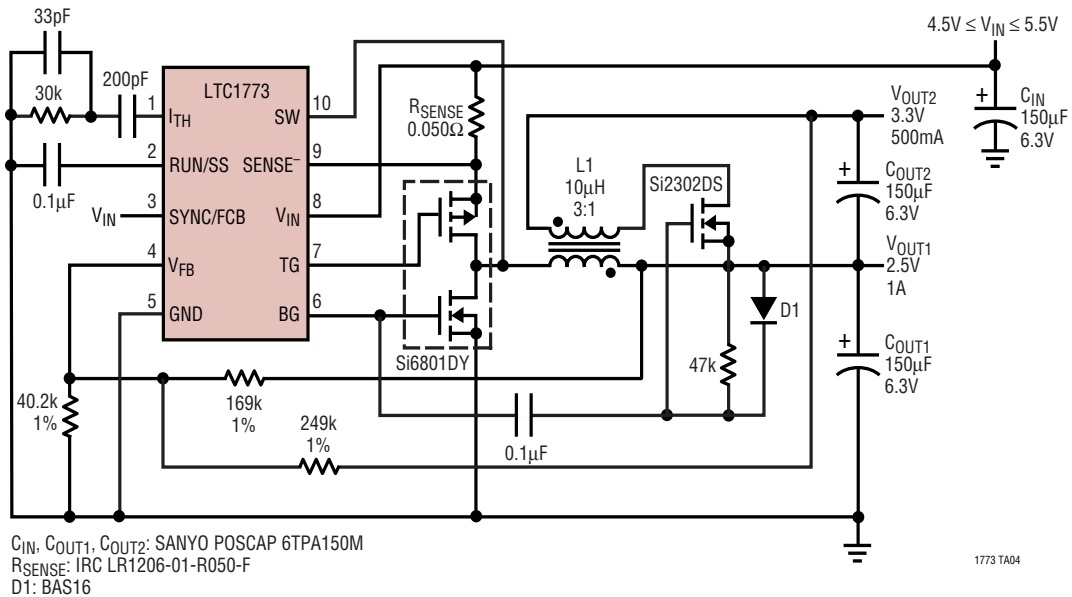 33pF
4.5V ≤ VIN ≤ 5.5V
30k
200pF
LTC1773
1
ITH
SW
10
2
RUN/SS
SENSE–
9
0.1µF
VIN
3
SYNC/FCB
VIN
8
4
VFB
TG
7
5
GND
BG
6
RSENSE
0.050Ω
Si6801DY
L1
10µH
3:1
Si2302DS
VOUT2
3.3V
500mA
+
CIN
150µF
6.3V
+
COUT2
150µF
6.3V
VOUT1
2.5V
1A
D1
47k
+
COUT1
150µF
6.3V
40.2k
1%
169k
1%
249k
1%
0.1µF
CIN, COUT1, COUT2: SANYO POSCAP 6TPA150M
RSENSE: IRC LR1206-01-R050-F
D1: BAS16
1773 TA04